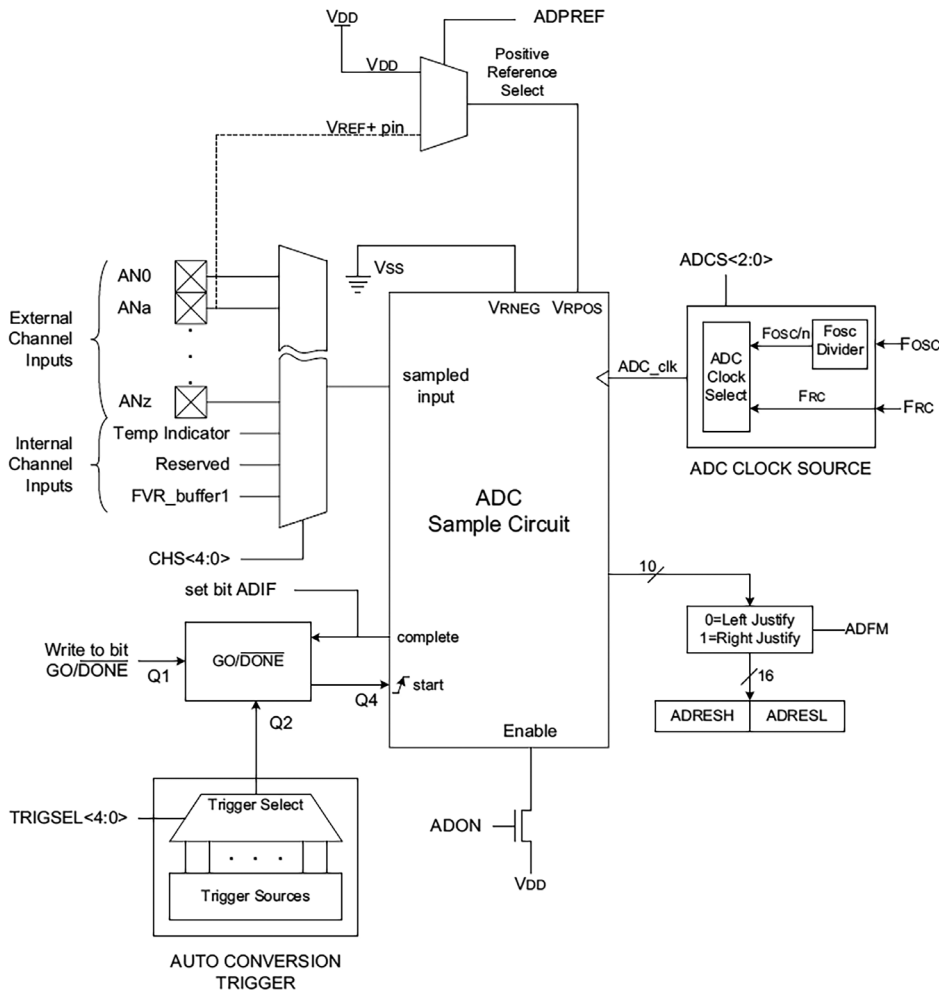 VDD
ADPREF
VDD
Positive
Reference
Select
VREF+ pin
VSS
ADCS<2:0>
AN0
ANa
External
Channel
Inputs
VRNEG VRPOS
FOSC/n
Fosc
Divider
FOSC
ADC
Clock
Select
ADC_clk
sampled
input
ANz
FRC
FRC
Temp Indicator
Internal
Channel
Inputs
Reserved
FVR_buffer1
ADC CLOCK SOURCE
ADC
Sample Circuit
CHS<4:0>
set bit ADIF
10
0=Left Justify
1=Right Justify
ADFM
complete
Write to bit
GO/DONE
Q1
GO/DONE
Q4
start
16
Q2
ADRESH
ADRESL
Enable
TRIGSEL<4:0>
Trigger Select
. . .
ADON
Trigger Sources
VDD
AUTO CONVERSION
TRIGGER